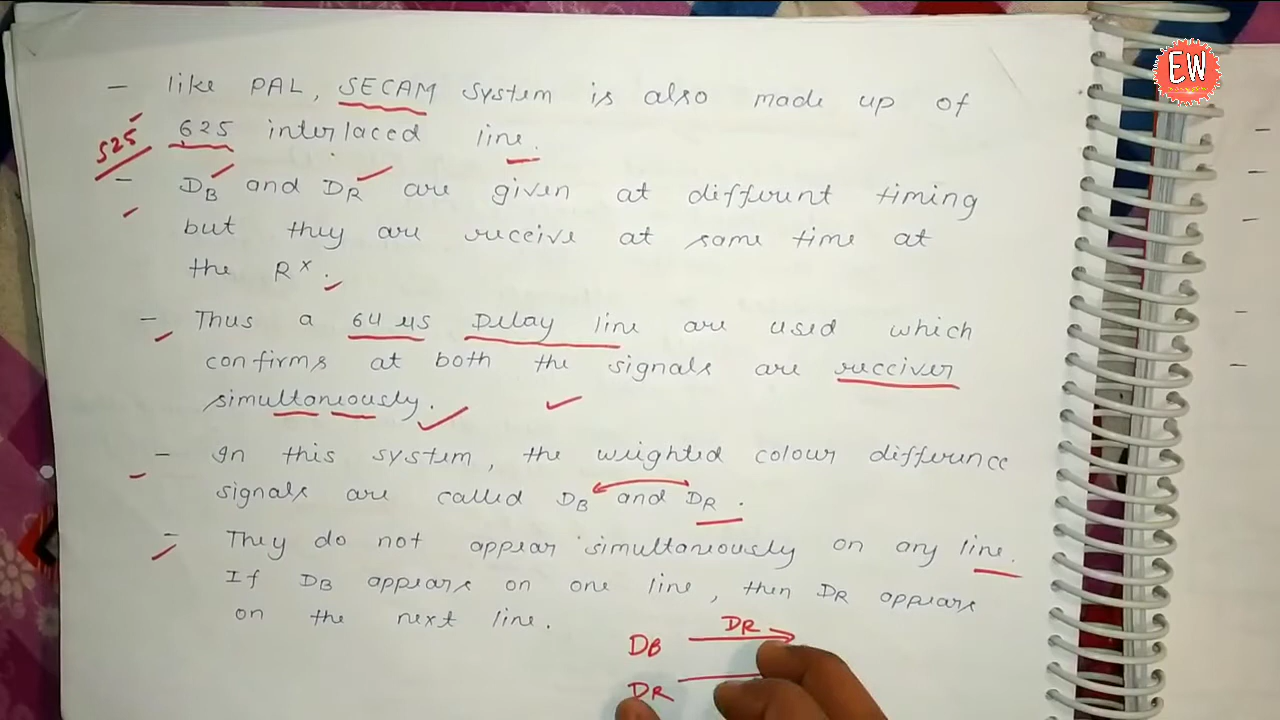 EW
- like PAL, SECAM system is also made up of
525 625 interlaced line.
- DB and DR are given at different timing
but they are receive at same time at
the Rx.
- Thus a 64 us Delay line are used which
confirms at both the signals are reciver
simultaneously.
- In this system, the weighted colour difference
signals are called DB and DR.
- They do not appear simultaneously on any line.
If DB appears on one line, then DR appears
on the next line.
DB DR
DR